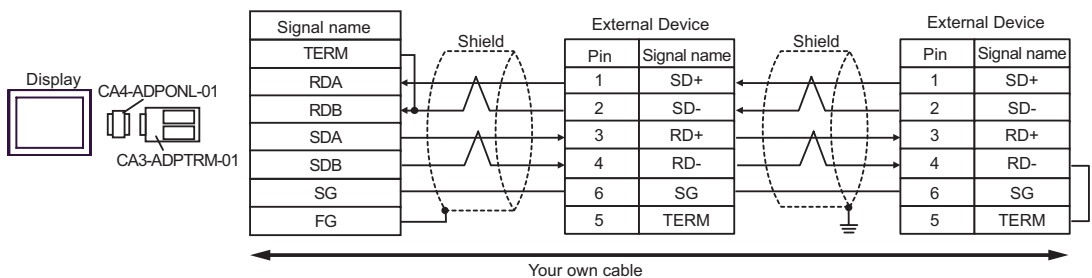 Display
CA4-ADPONL-01
CA3-ADPTRM-01
Signal name
TERM
RDA
RDB
SDA
SDB
SG
FG
Shield
External Device
Pin Signal name
1 SD+
2 SD-
3 RD+
4 RD-
6 SG
5 TERM
Shield
External Device
Pin Signal name
1 SD+
2 SD-
3 RD+
4 RD-
6 SG
5 TERM
Your own cable